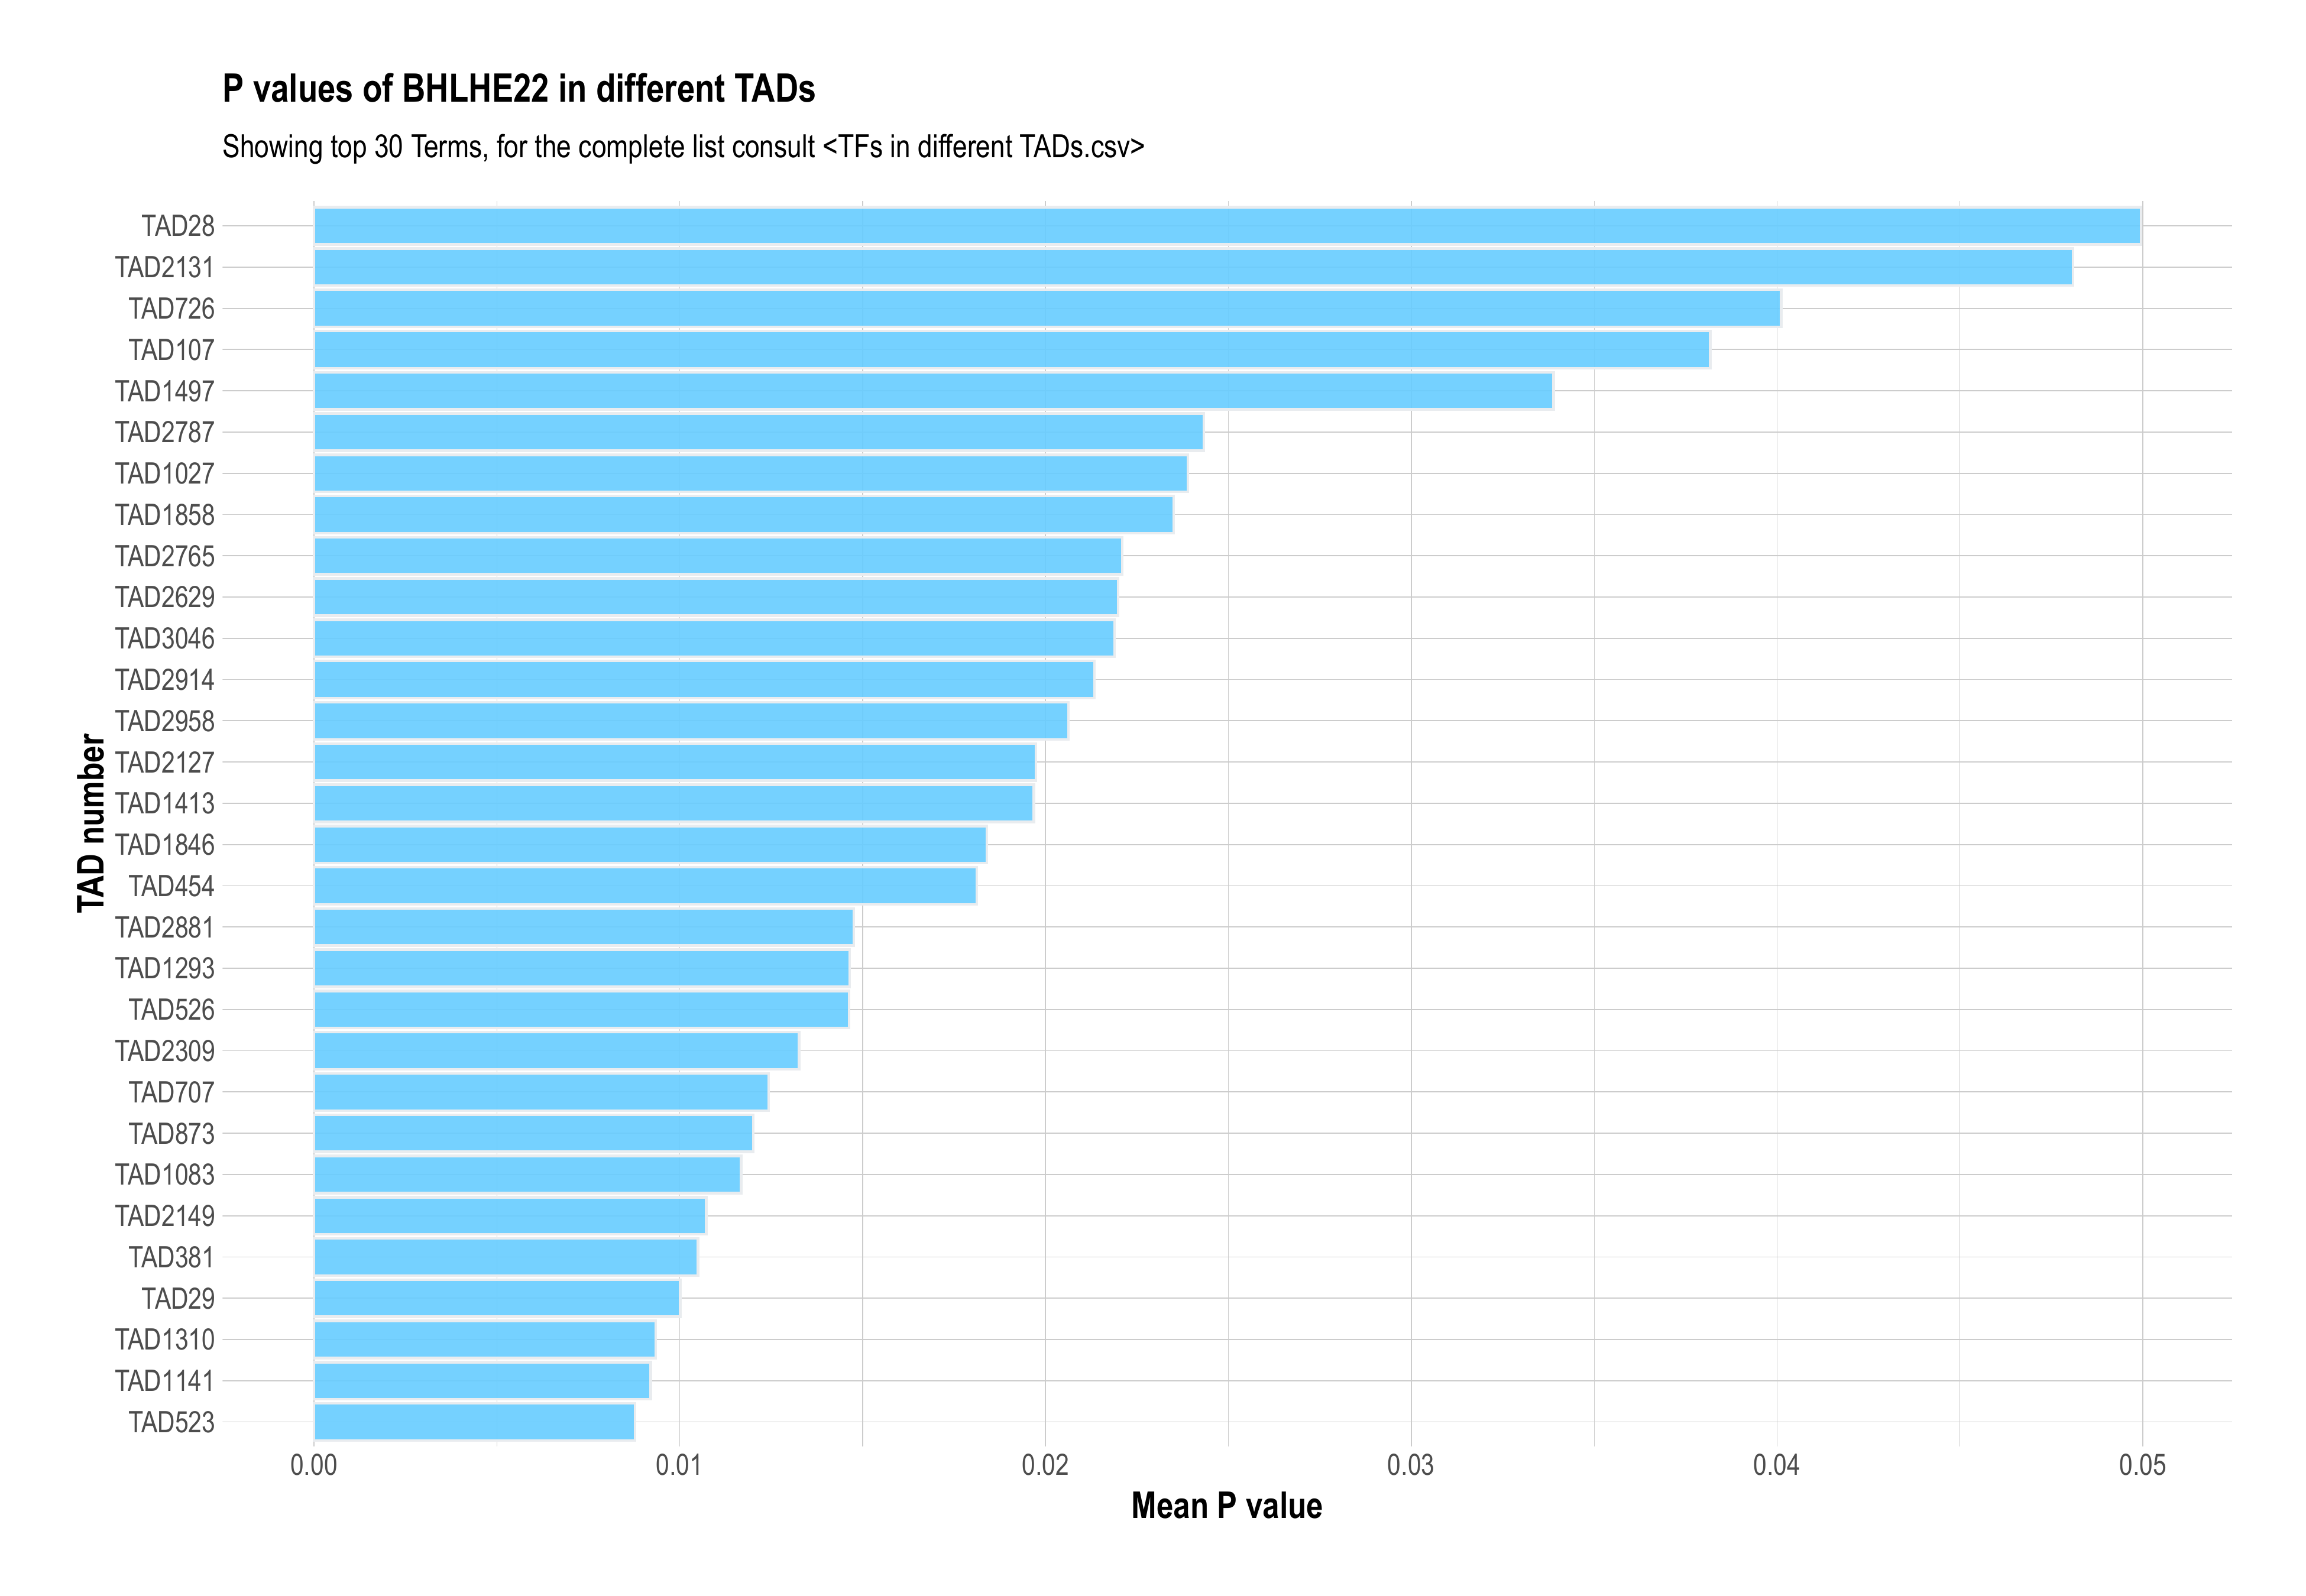 P values of BHLHE22 in different TADs
Showing top 30 Terms, for the complete list consult <TFs in different TADs.csv>
TAD28
TAD2131
TAD726
TAD107
TAD1497
TAD2787
TAD1027
TAD1858
TAD2765
TAD2629
TAD3046
TAD2914
TAD2958
TAD2127
TAD1413
TAD1846
TAD454
TAD2881
TAD1293
TAD526
TAD2309
TAD707
TAD873
TAD1083
TAD2149
TAD381
TAD29
TAD1310
TAD1141
TAD523
TAD number
0.00 0.01 0.02 0.03 0.04 0.05
Mean P value